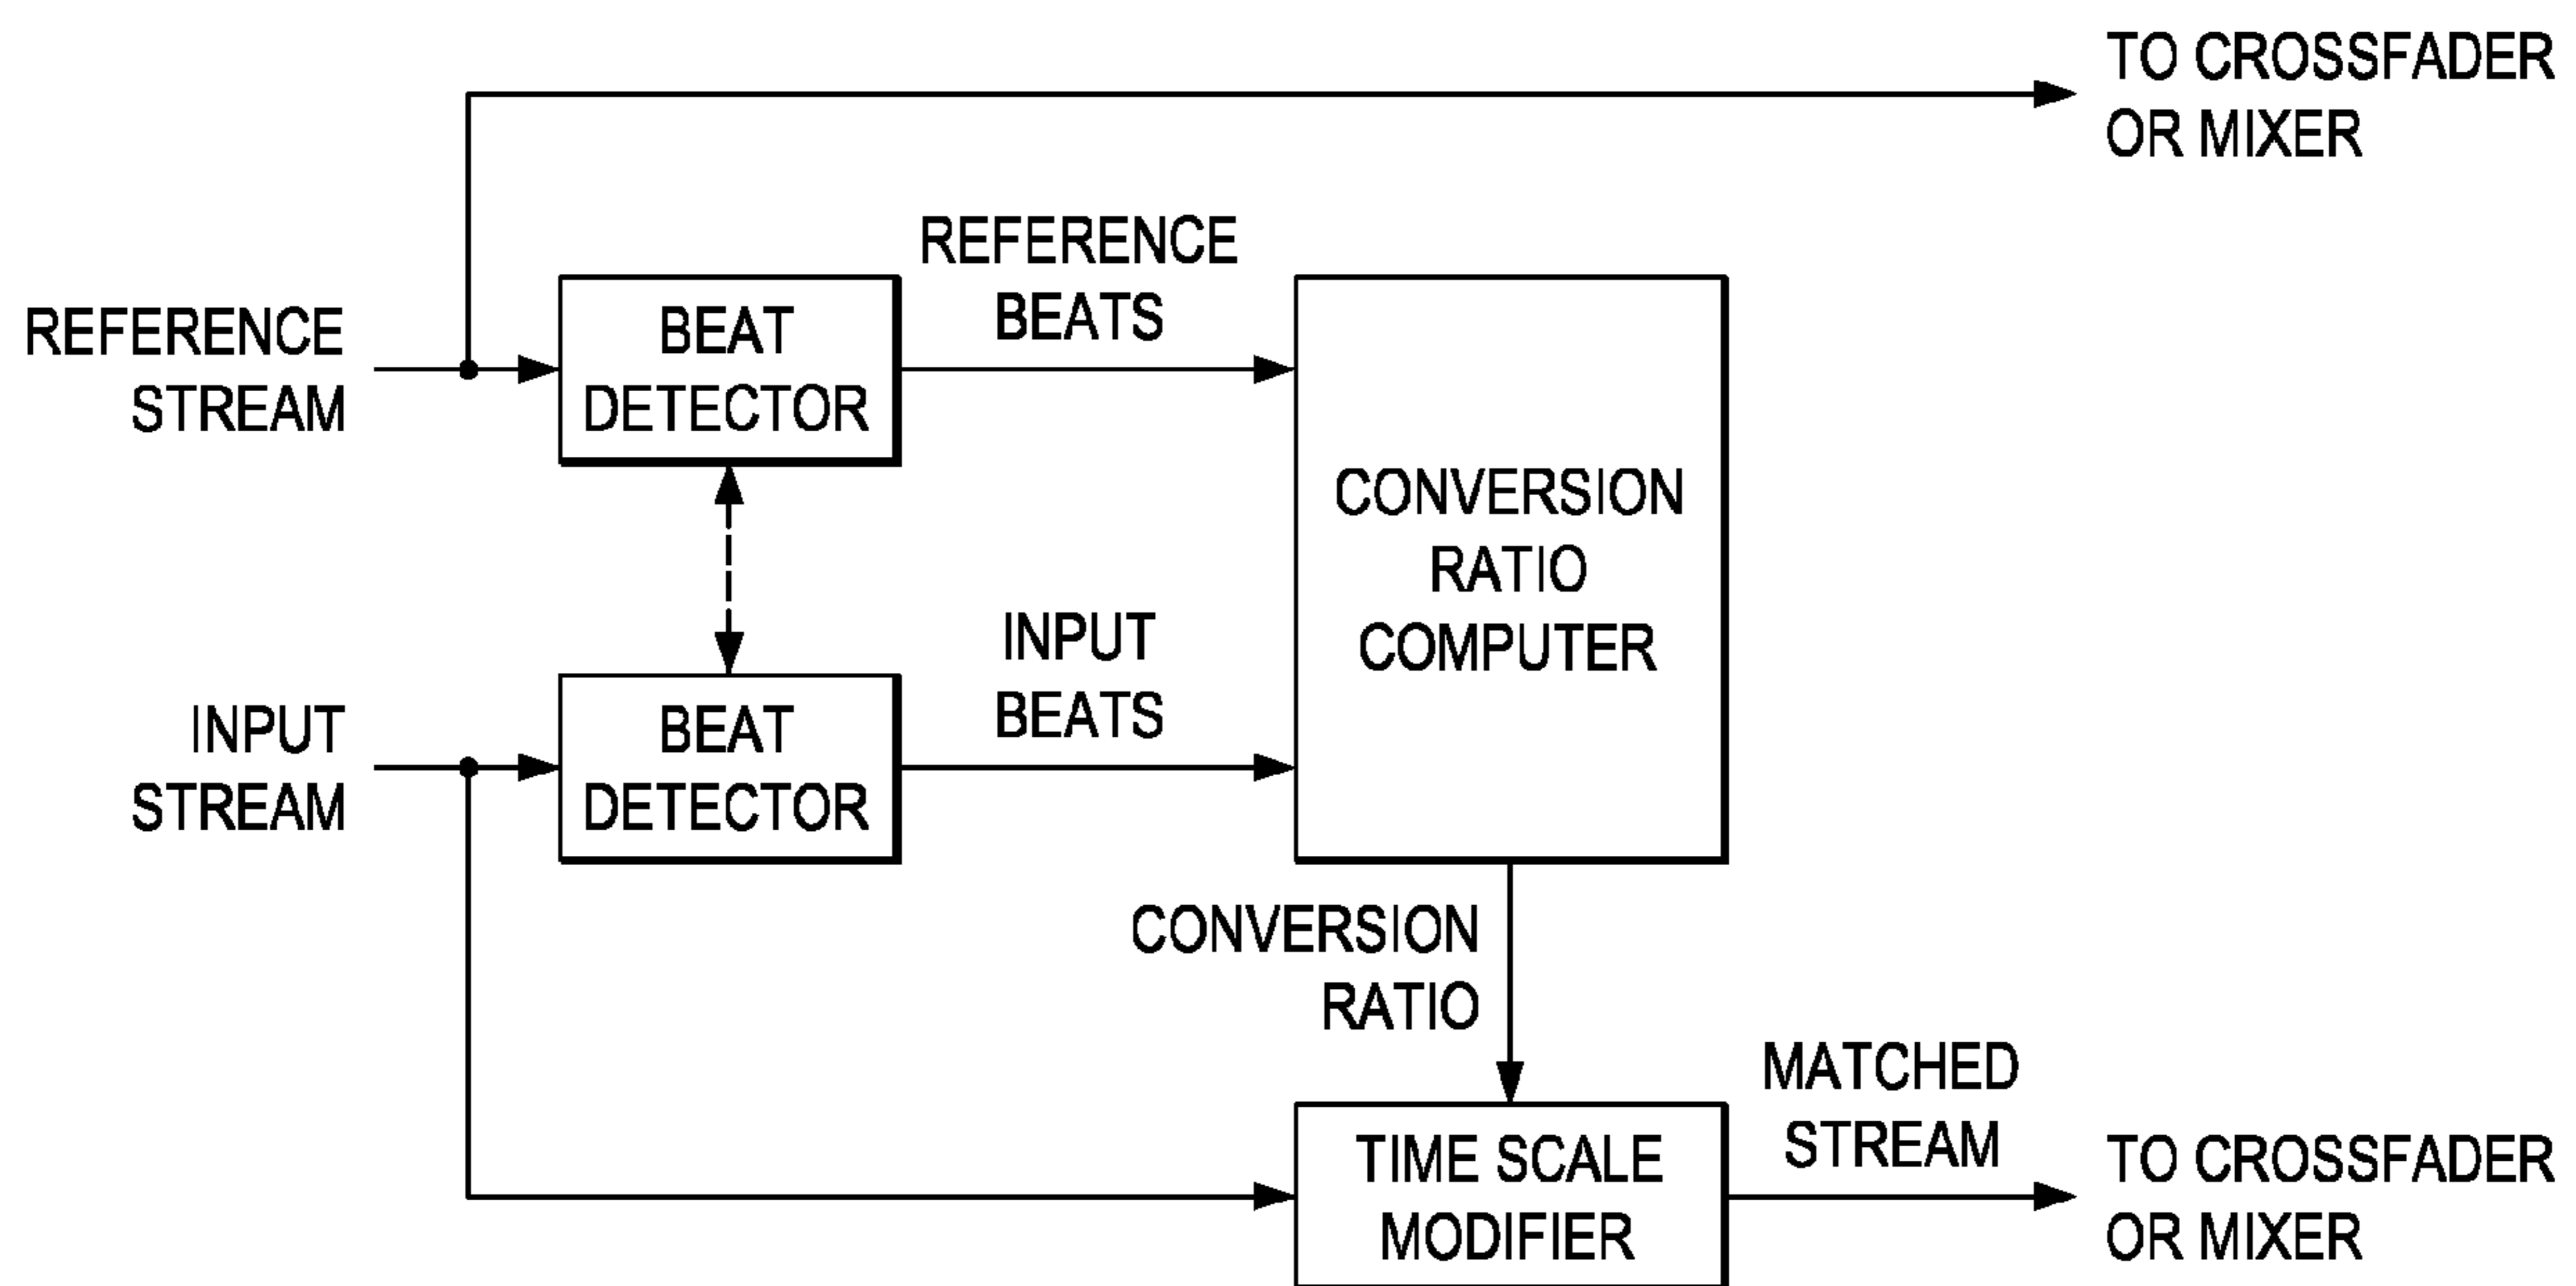 TO CROSSFADER
OR MIXER
REFERENCE
BEATS
REFERENCE
STREAM
BEAT
DETECTOR
CONVERSION
RATIO
COMPUTER
INPUT
BEATS
INPUT
STREAM
BEAT
DETECTOR
CONVERSION
RATIO
MATCHED
STREAM
TIME SCALE
MODIFIER
TO CROSSFADER
OR MIXER